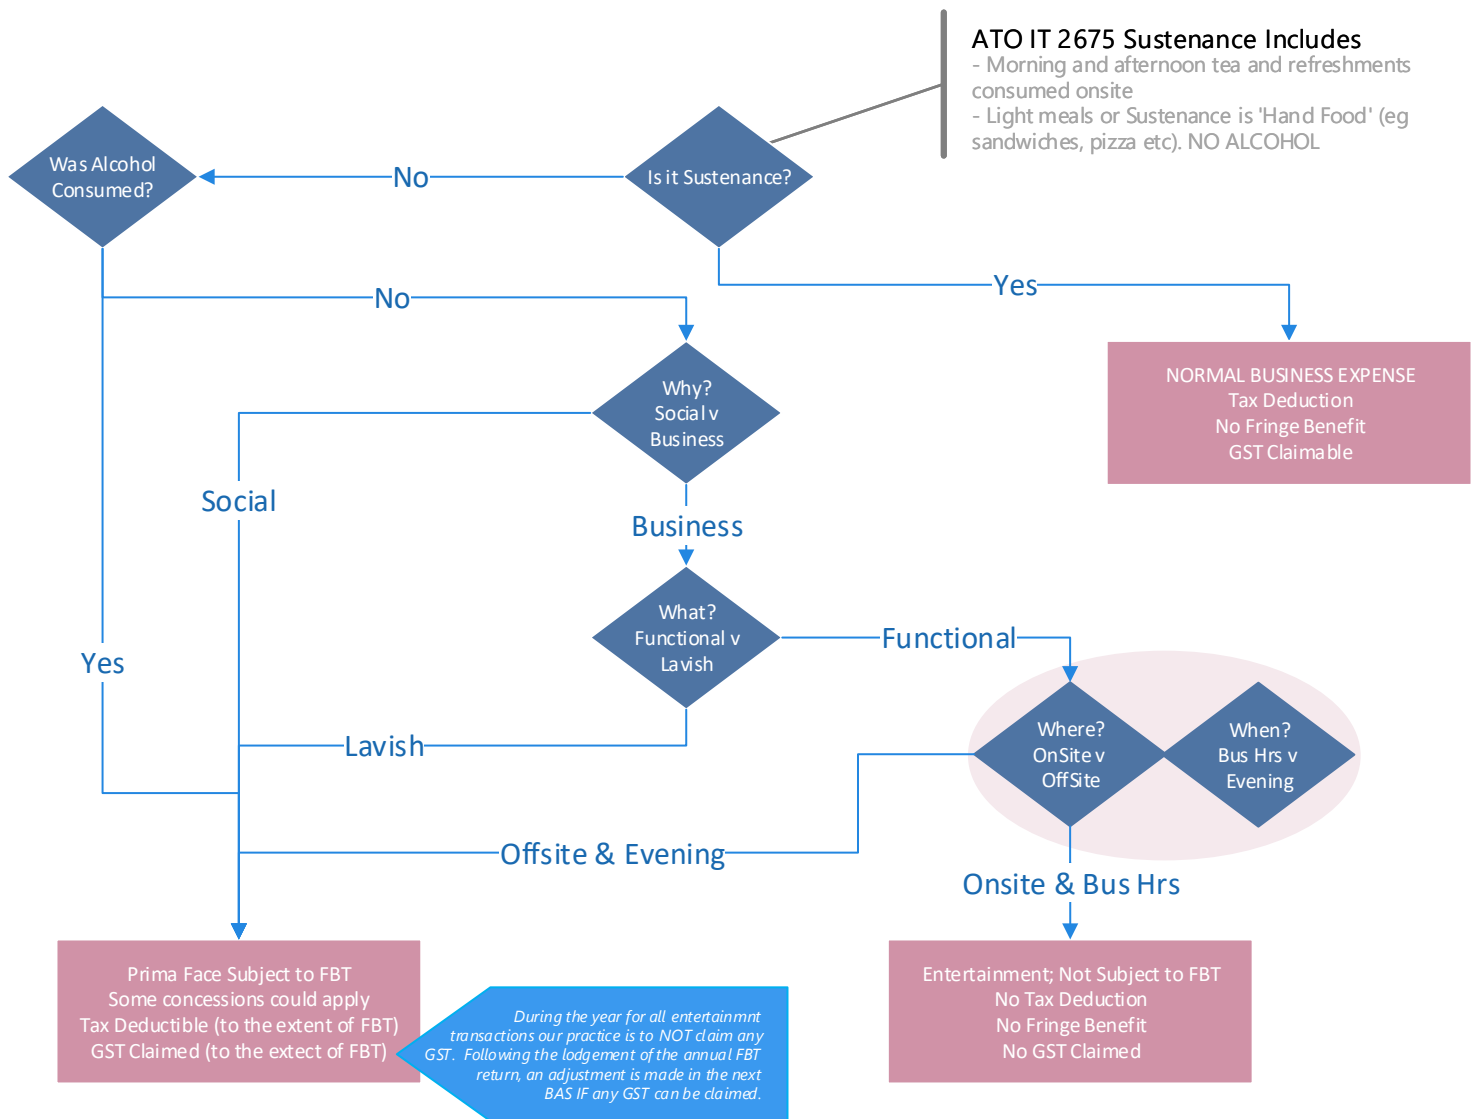 ATO IT 2675 Sustenance Includes
- Morning and afternoon tea and refreshments
consumed onsite
- Light meals or Sustenance is 'Hand Food' (eg
sandwiches, pizza etc). NO ALCOHOL
Was Alcohol
Consumed?
No
Is it Sustenance?
No
Yes
Why?
Social v
Business
NORMAL BUSINESS EXPENSE
Tax Deduction
No Fringe Benefit
GST Claimable
Social
Business
What?
Functional v
Lavish
Functional
Yes
Where?
OnSite v
OffSite
When?
Bus Hrs v
Evening
Lavish
Offsite & Evening
Onsite & Bus Hrs
Prima Face Subject to FBT
Some concessions could apply
Tax Deductible (to the extent of FBT)
GST Claimed (to the extect of FBT)
During the year for all entertainmnt
transactions our practice is to NOT claim any
GST. Following the lodgement of the annual FBT
return, an adjustment is made in the next
BAS IF any GST can be claimed.
Entertainment; Not Subject to FBT
No Tax Deduction
No Fringe Benefit
No GST Claimed